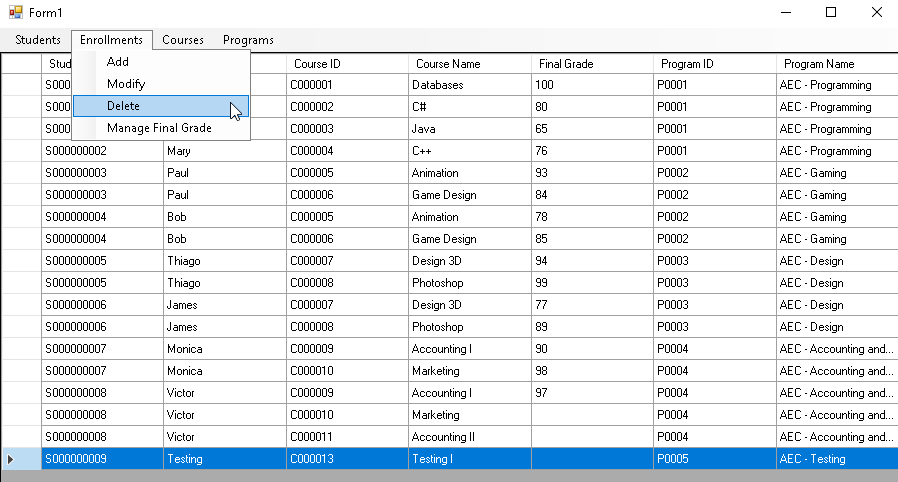 Form1
Students Enrollments Courses Programs
Add
Modify
Delete
Manage Final Grade
Course ID Course Name Final Grade Program ID Program Name
C000001 Databases 100 P0001 AEC - Programming
C000002 C# 80 P0001 AEC - Programming
C000003 Java 65 P0001 AEC - Programming
S000000002 Mary C000004 C++ 76 P0001 AEC - Programming
S000000003 Paul C000005 Animation 93 P0002 AEC - Gaming
S000000003 Paul C000006 Game Design 84 P0002 AEC - Gaming
S000000004 Bob C000005 Animation 78 P0002 AEC - Gaming
S000000004 Bob C000006 Game Design 85 P0002 AEC - Gaming
S000000005 Thiago C000007 Design 3D 94 P0003 AEC - Design
S000000005 Thiago C000008 Photoshop 99 P0003 AEC - Design
S000000006 James C000007 Design 3D 77 P0003 AEC - Design
S000000006 James C000008 Photoshop 89 P0003 AEC - Design
S000000007 Monica C000009 Accounting I 90 P0004 AEC - Accounting and...
S000000007 Monica C000010 Marketing 98 P0004 AEC - Accounting and...
S000000008 Victor C000009 Accounting I 97 P0004 AEC - Accounting and...
S000000008 Victor C000010 Marketing P0004 AEC - Accounting and...
S000000008 Victor C000011 Accounting II P0004 AEC - Accounting and...
S000000009 Testing C000013 Testing I P0005 AEC - Testing